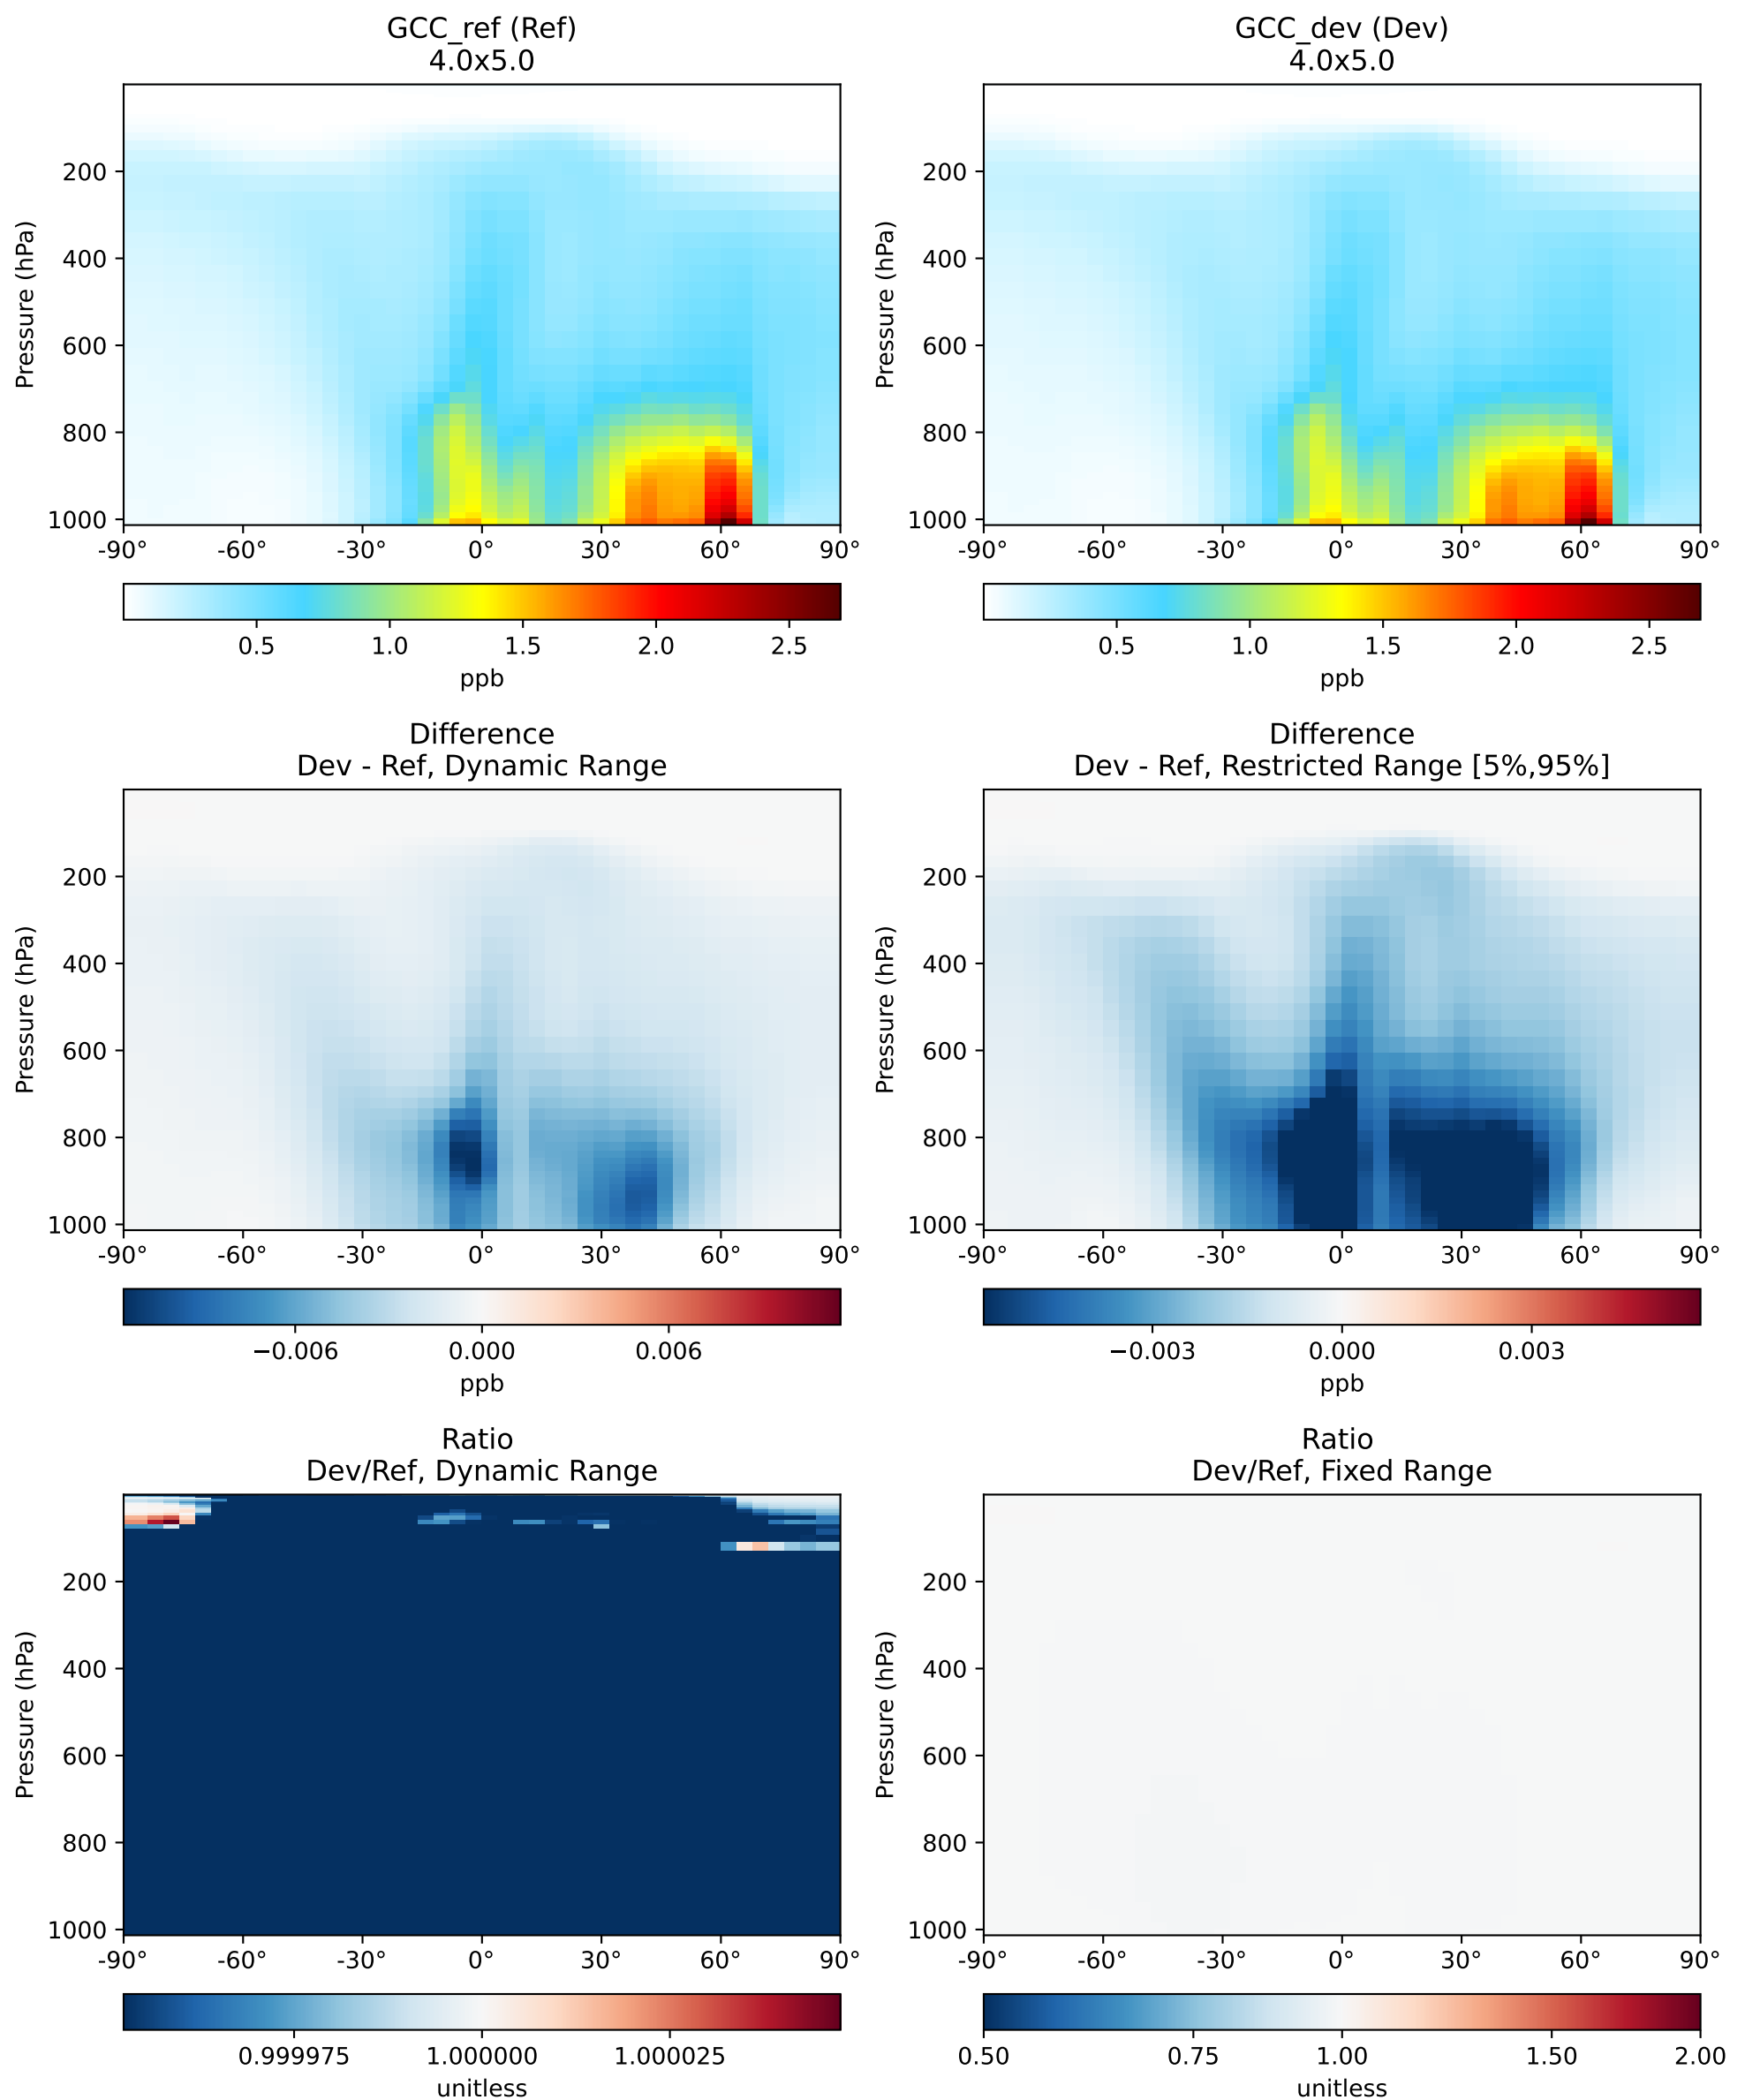 GCC_ref (Ref)
4.0x5.0
Pressure (hPa)
200
400
600
800
1000
-90° -60° -30° 0° 30° 60° 90°
0.5 1.0 1.5 2.0 2.5
ppb
GCC_dev (Dev)
4.0x5.0
Pressure (hPa)
200
400
600
800
1000
-90° -60° -30° 0° 30° 60° 90°
0.5 1.0 1.5 2.0 2.5
ppb
Difference
Dev - Ref, Dynamic Range
Pressure (hPa)
200
400
600
800
1000
-90° -60° -30° 0° 30° 60° 90°
−0.006 0.000 0.006
ppb
Difference
Dev - Ref, Restricted Range [5%,95%]
Pressure (hPa)
200
400
600
800
1000
-90° -60° -30° 0° 30° 60° 90°
−0.003 0.000 0.003
ppb
Ratio
Dev/Ref, Dynamic Range
Pressure (hPa)
200
400
600
800
1000
-90° -60° -30° 0° 30° 60° 90°
0.999975 1.000000 1.000025
unitless
Ratio
Dev/Ref, Fixed Range
Pressure (hPa)
200
400
600
800
1000
-90° -60° -30° 0° 30° 60° 90°
0.50 0.75 1.00 1.50 2.00
unitless